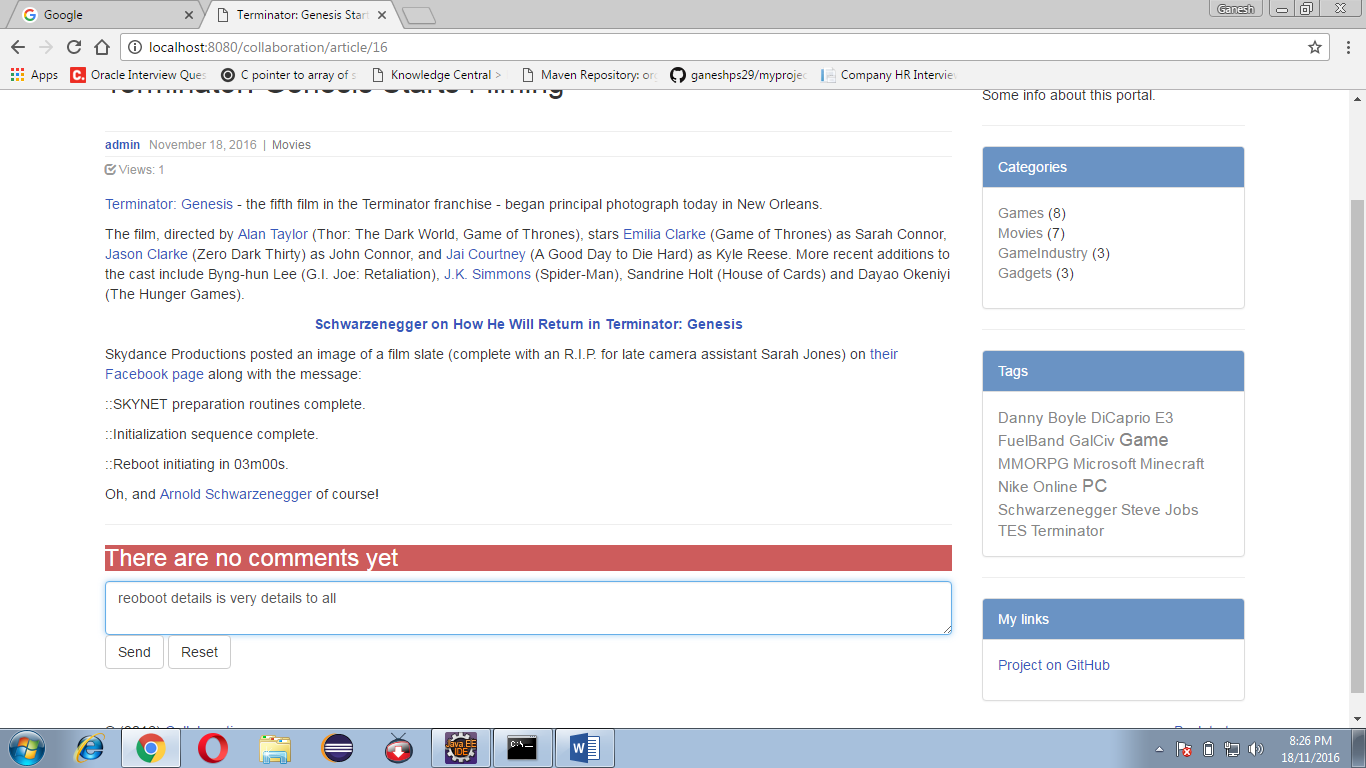 Google
Terminator: Genesis Start
Ganesh
localhost:8080/collaboration/article/16
Apps
Oracle Interview Ques
C pointer to array of s
Knowledge Central >
Maven Repository: org
ganeshps29/myprojec
Company HR Interview
Terminator: Genesis Starts Filming
admin November 18, 2016 | Movies
Views: 1
Terminator: Genesis - the fifth film in the Terminator franchise - began principal photograph today in New Orleans.
The film, directed by Alan Taylor (Thor: The Dark World, Game of Thrones), stars Emilia Clarke (Game of Thrones) as Sarah Connor,
Jason Clarke (Zero Dark Thirty) as John Connor, and Jai Courtney (A Good Day to Die Hard) as Kyle Reese. More recent additions to
the cast include Byng-hun Lee (G.I. Joe: Retaliation), J.K. Simmons (Spider-Man), Sandrine Holt (House of Cards) and Dayao Okeniyi
(The Hunger Games).
Schwarzenegger on How He Will Return in Terminator: Genesis
Skydance Productions posted an image of a film slate (complete with an R.I.P. for late camera assistant Sarah Jones) on their
Facebook page along with the message:
::SKYNET preparation routines complete.
::Initialization sequence complete.
::Reboot initiating in 03m00s.
Oh, and Arnold Schwarzenegger of course!
There are no comments yet
reoboot details is very details to all
Send
Reset
Some info about this portal.
Categories
Games (8)
Movies (7)
GameIndustry (3)
Gadgets (3)
Tags
Danny Boyle DiCaprio E3
FuelBand GalCiv Game
MMORPG Microsoft Minecraft
Nike Online PC
Schwarzenegger Steve Jobs
TES Terminator
My links
Project on GitHub
Java EE
IDE
C:\
8:26 PM
18/11/2016